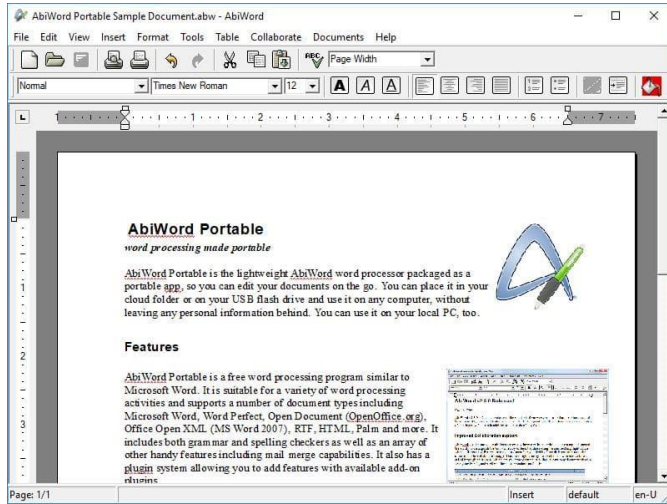 AbiWord Portable Sample Document.abw - AbiWord
File Edit View Insert Format Tools Table Collaborate Documents Help
ABC Page Width
Normal Times New Roman 12 A A A
1 1 2 3 4 5 6 7
AbiWord Portable
word processing made portable
AbiWord Portable is the lightweight AbiWord word processor packaged as a
portable app, so you can edit your documents on the go. You can place it in your
cloud folder or on your USB flash drive and use it on any computer, without
leaving any personal information behind. You can use it on your local PC, too.
1
2
3
Features
AbiWord Portable is a free word processing program similar to
Microsoft Word. It is suitable for a variety of word processing
activities and supports a number of document types including
Microsoft Word, Word Perfect, Open Document (OpenOffice.org),
Office Open XML (MS Word 2007), RTF, HTML, Palm and more. It
includes both grammar and spelling checkers as well as an array of
other handy features including mail merge capabilities. It also has a
plugin system allowing you to add features with available add-on
plugins
Page: 1/1 Insert default en-U